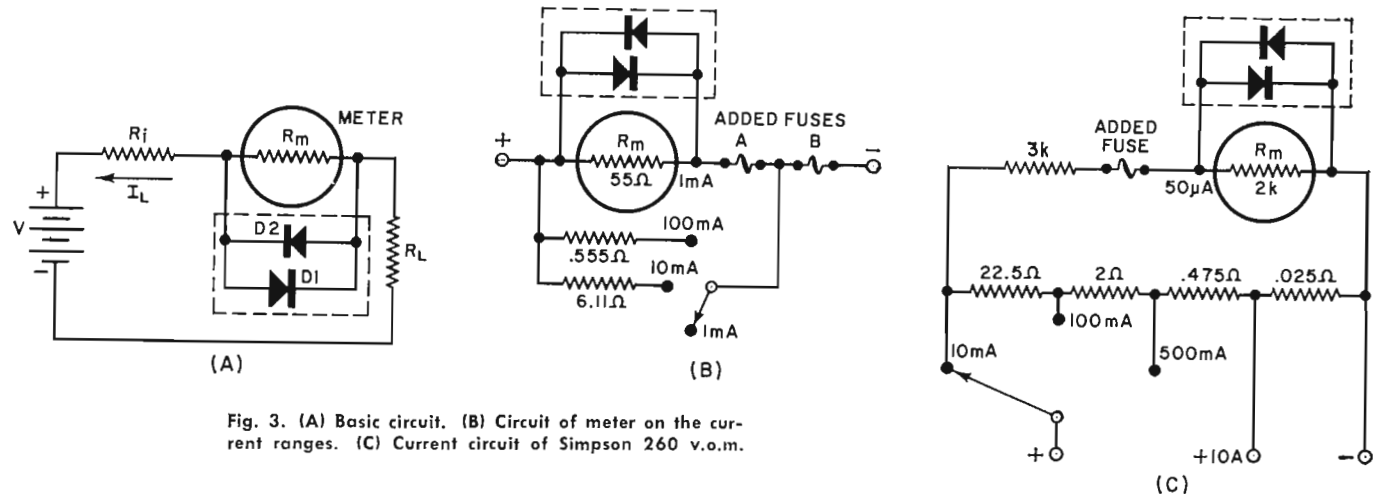 METER
Ri
Rm
IL
+
V
-
D2
D1
RL
(A)
+
Rm
55Ω
1mA
ADDED FUSES
A B
-
100mA
.555Ω
10mA
6.11Ω
1mA
(B)
3k
ADDED
FUSE
50μA
Rm
2k
22.5Ω 2Ω .475Ω .025Ω
100mA
10mA
500mA
+
+10A
-
(C)
Fig. 3. (A) Basic circuit. (B) Circuit of meter on the cur-
rent ranges. (C) Current circuit of Simpson 260 v.o.m.